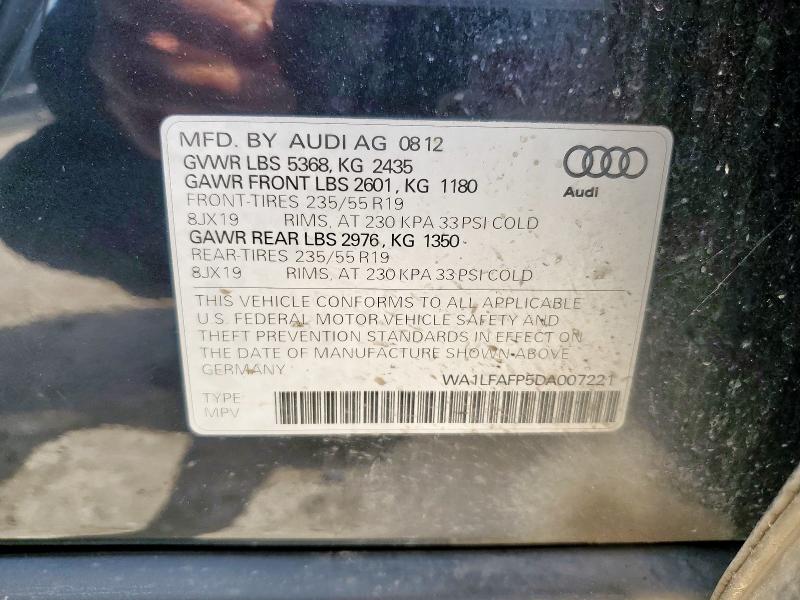 MFD. BY AUDI AG 0812
GVWR LBS 5368, KG 2435
GAWR FRONT LBS 2601, KG 1180
FRONT-TIRES 235/55 R19
8JX19 RIMS, AT 230 KPA 33 PSI COLD
GAWR REAR LBS 2976, KG 1350
REAR-TIRES 235/55 R19
8JX19 RIMS, AT 230 KPA 33 PSI COLD
Audi
THIS VEHICLE CONFORMS TO ALL APPLICABLE
U.S. FEDERAL MOTOR VEHICLE SAFETY AND
THEFT PREVENTION STANDARDS IN EFFECT ON
THE DATE OF MANUFACTURE SHOWN ABOVE
GERMANY
WA1LFAFP5DA007221
TYPE
MPV